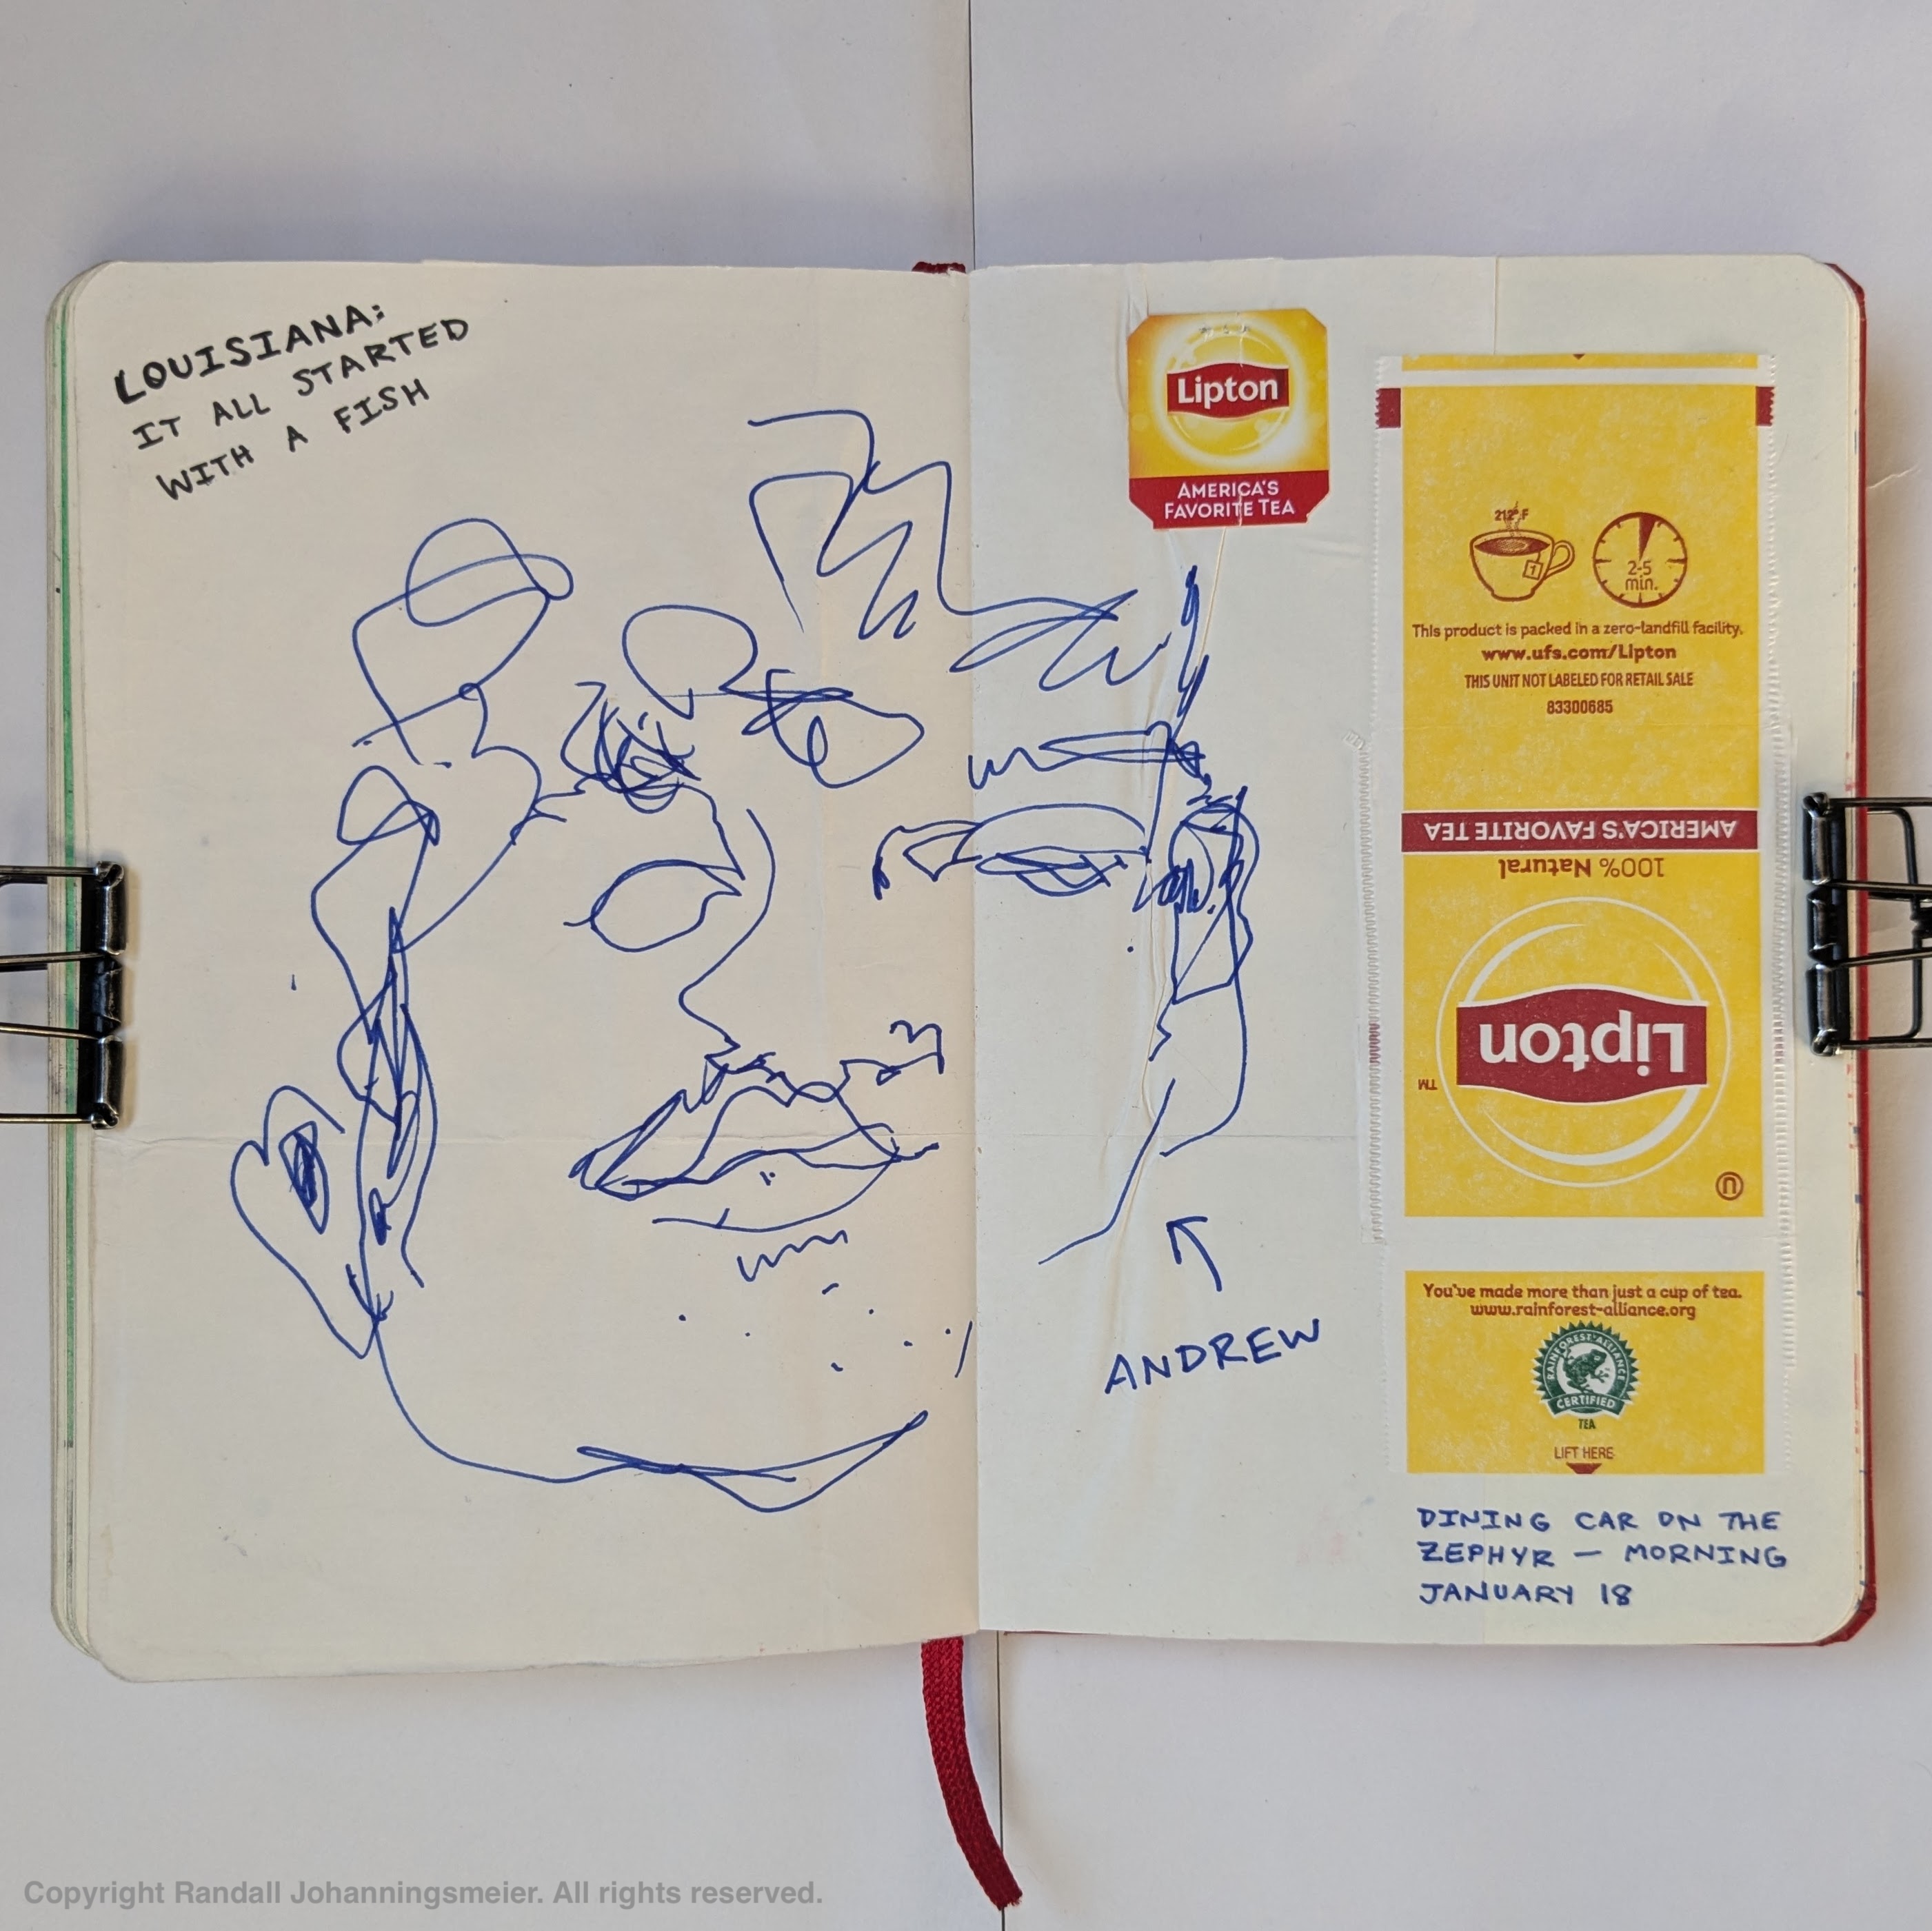 LOUISIANA:
IT ALL STARTED
WITH A FISH
Lipton
AMERICA'S
FAVORITE TEA
212°F
1
2-5
min.
This product is packed in a zero-landfill facility.
www.ufs.com/Lipton
THIS UNIT NOT LABELED FOR RETAIL SALE
83300685
AMERICA'S FAVORITE TEA
100% Natural
Lipton
TM
U
You've made more than just a cup of tea.
www.rainforest-alliance.org
RAINFOREST ALLIANCE
CERTIFIED
TEA
LIFT HERE
ANDREW
DINING CAR ON THE
ZEPHYR — MORNING
JANUARY 18
Copyright Randall Johanningsmeier. All rights reserved.